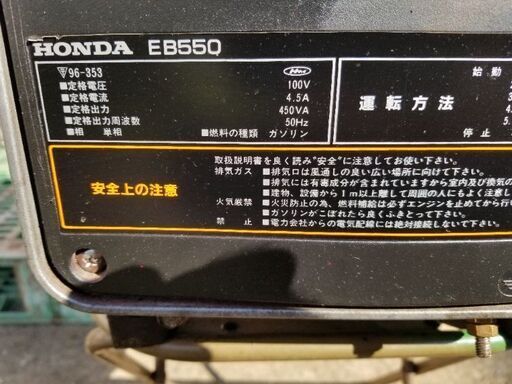 HONDA EB550
▽96-353
■定格電圧 100V
■定格電流 4.5A
■定格出力 450VA
■定格出力周波数 50Hz
■相 単相 ■燃料の種類 ガソリン
始動
運転方法
停止
安全上の注意
取扱説明書を良く読み"安全"に注意してお使い下さい。
排気ガス ■排気口は風通しの良い広い場所に向けて下さい。
■排気には有害成分が含まれていますから室内及び換気の
■建物、設備から1m以上離して周囲の人にもよく注意し
火気厳禁 ■火災防止の為、燃料補給は必ずエンジンを止めてから行
■ガソリンがこぼれたら良くふきとって下さい。
禁止 ■電力会社からの電気配線には絶対接続しないで下さい。